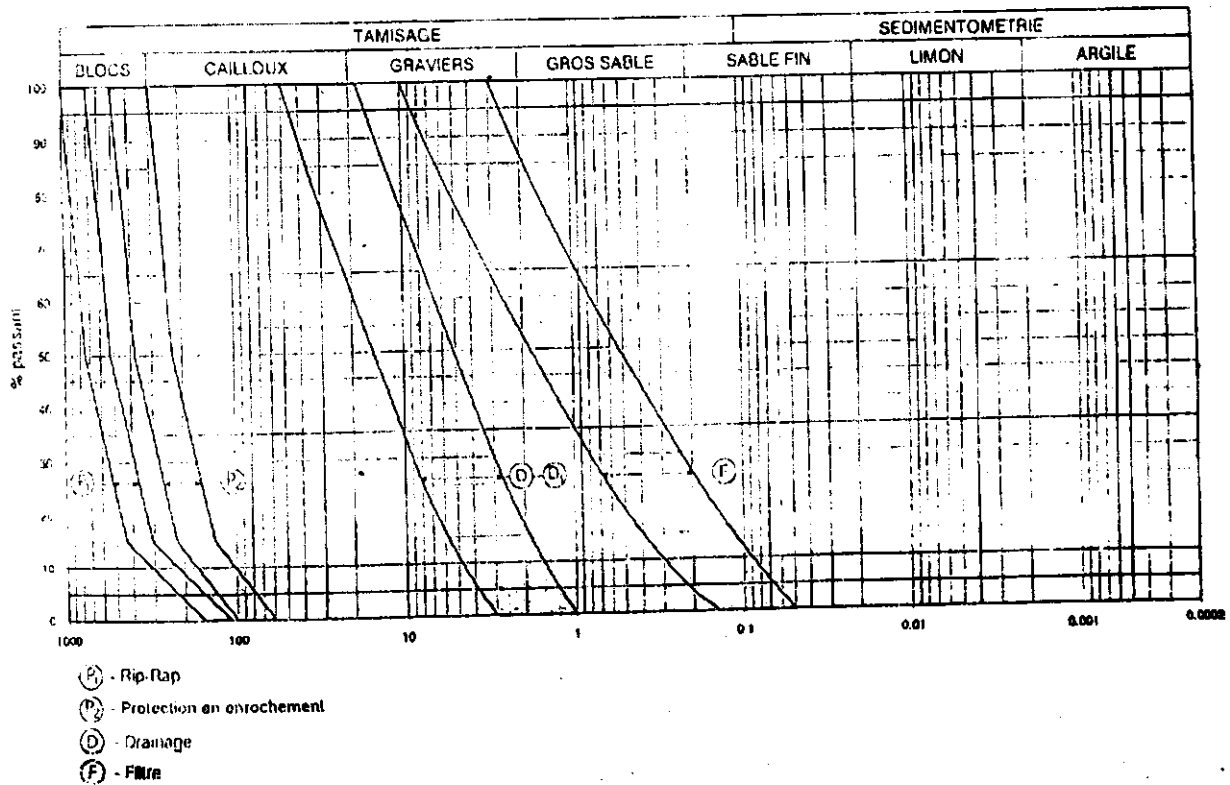 TAMISAGE SEDIMENTOMETRIE
BLOCS CAILLOUX GRAVIERS GROS SABLE SABLE FIN LIMON ARGILE
100
90
60
50
30
10
% passant
P1 P2 D D1 F
1000 100 10 1 0.1 0.01 0.001 0.0002
P1 - Rip-Rap
P2 - Protection en enrochement
D - Drainage
F - Filtre